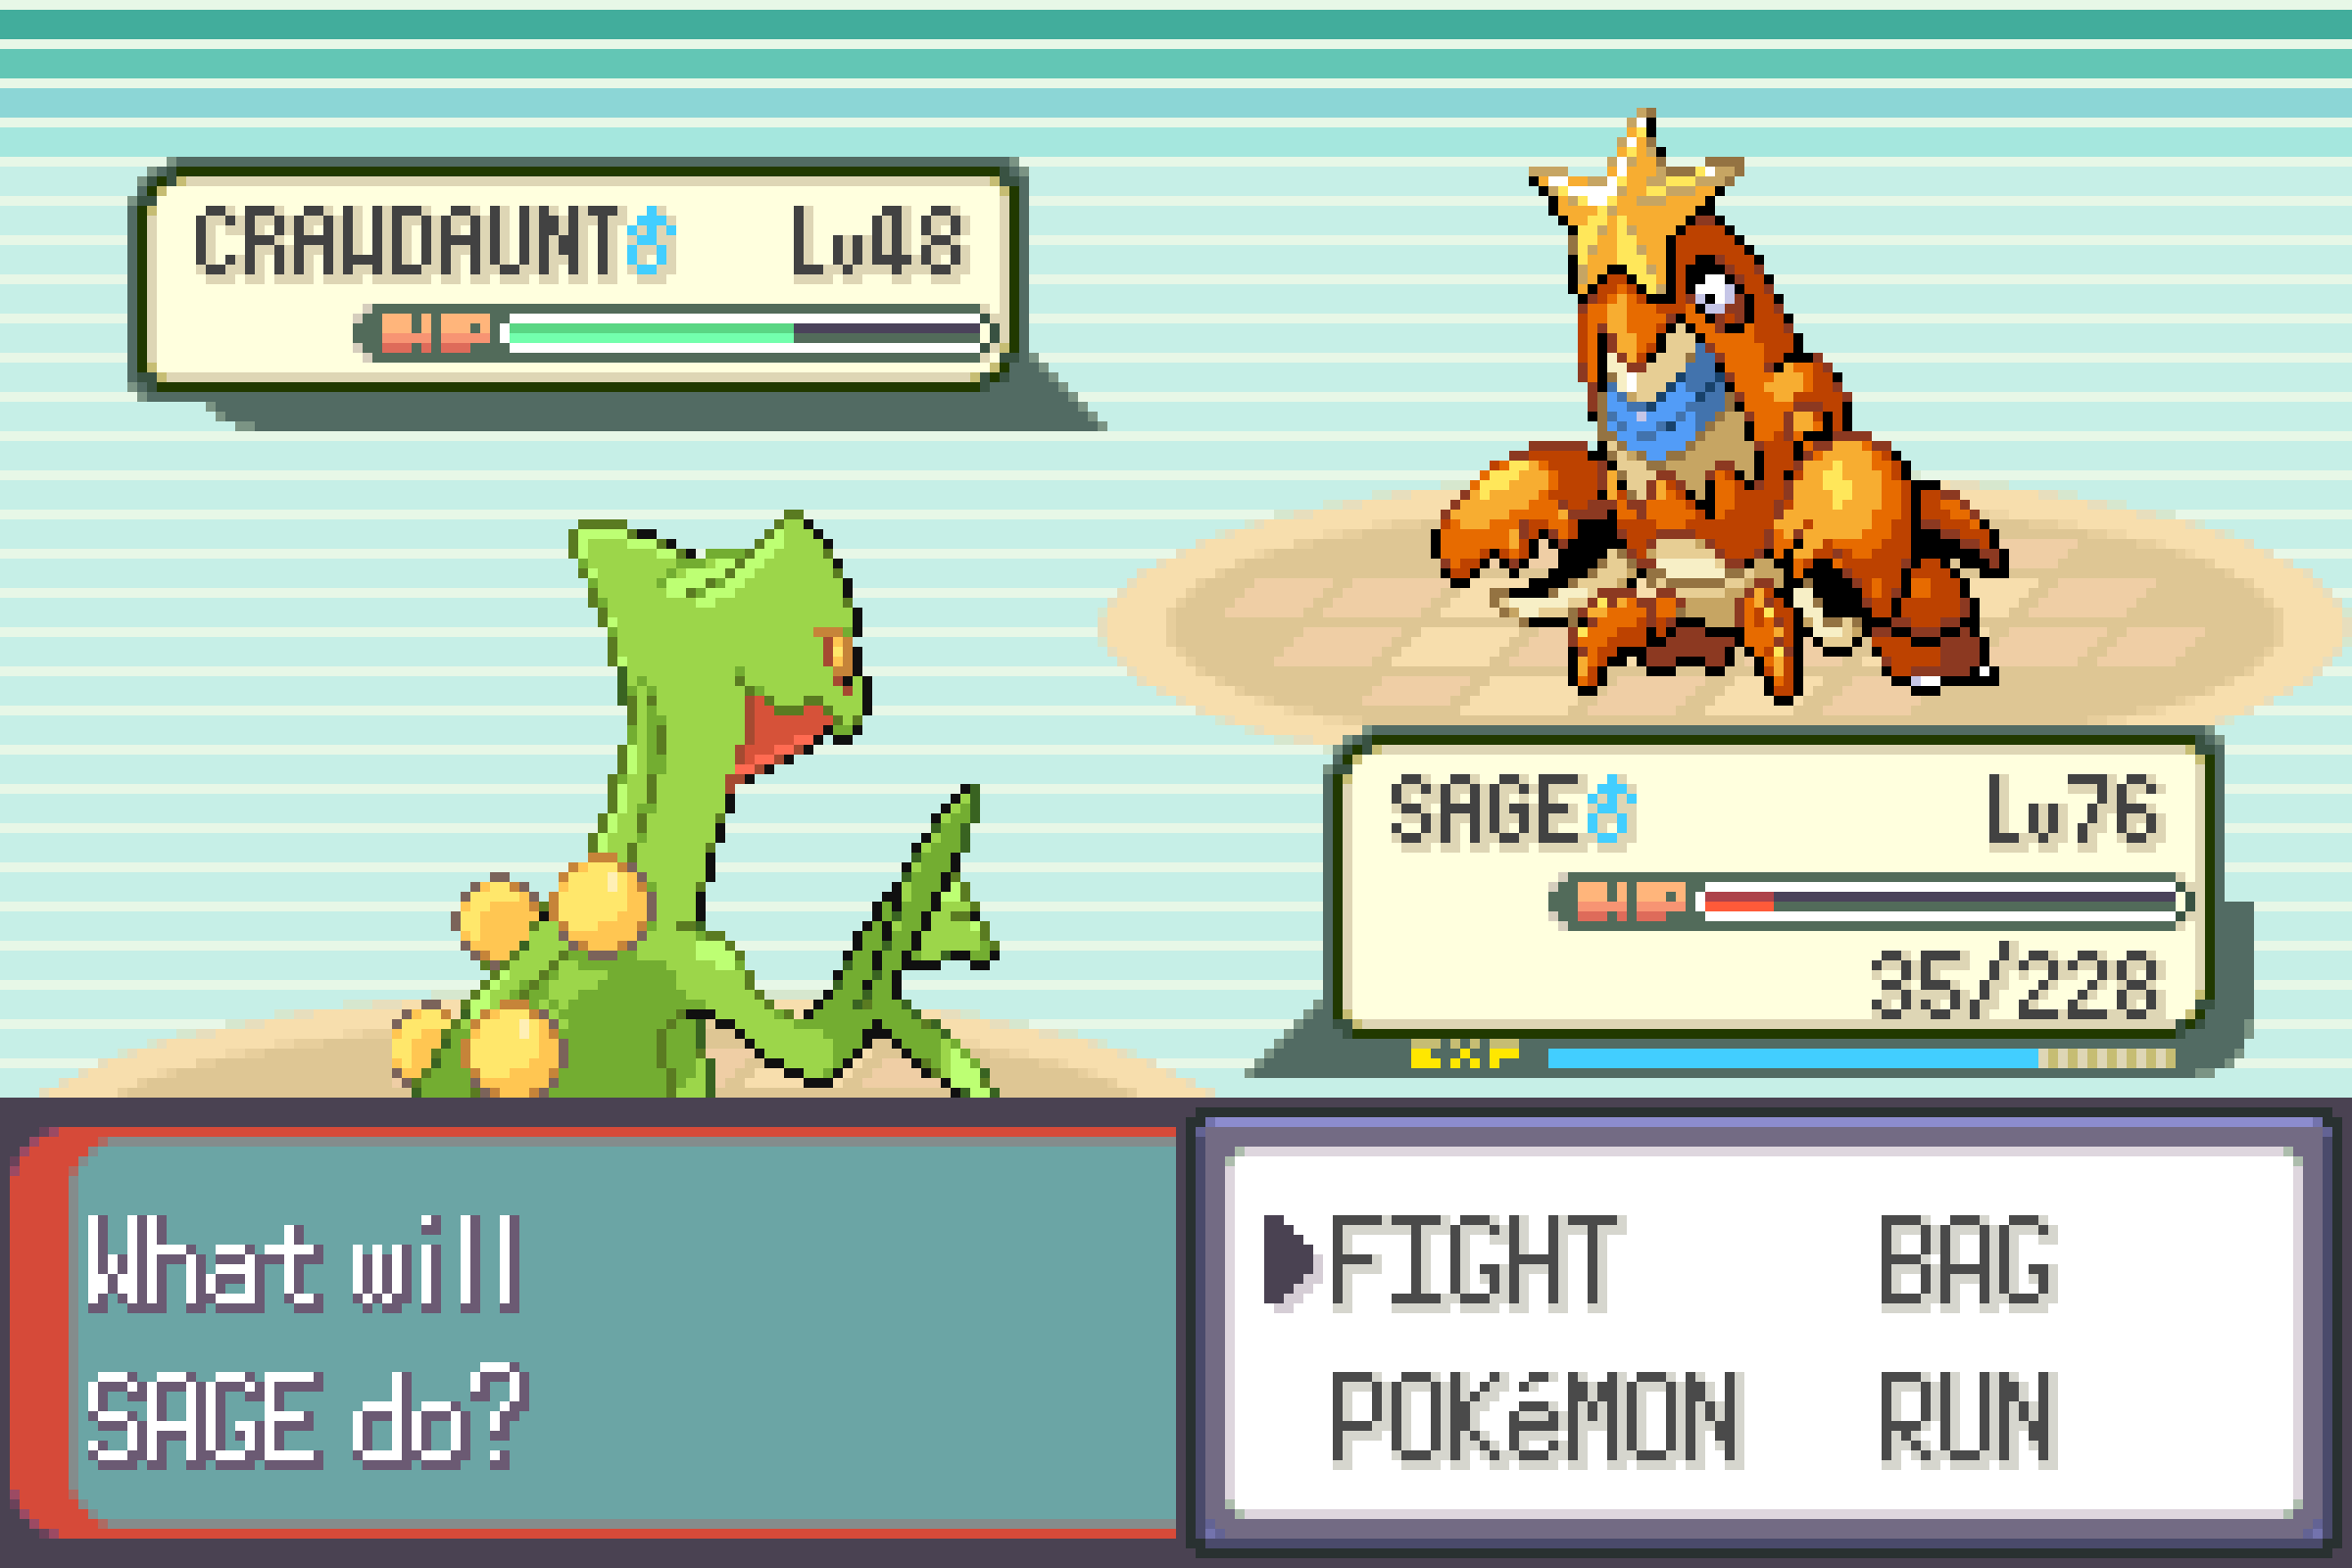 CRAWDAUNT♂ Lv48
HP
SAGE♂ Lv76
HP
35/228
EXP
What will
SAGE do?
FIGHT BAG
POKéMON RUN